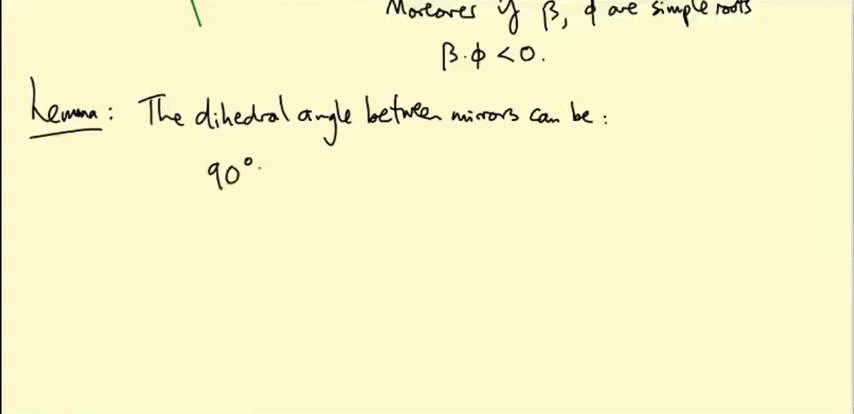 Moreover if β, φ are simple roots
β·φ < 0.
Lemma: The dihedral angle between mirrors can be:
90°.